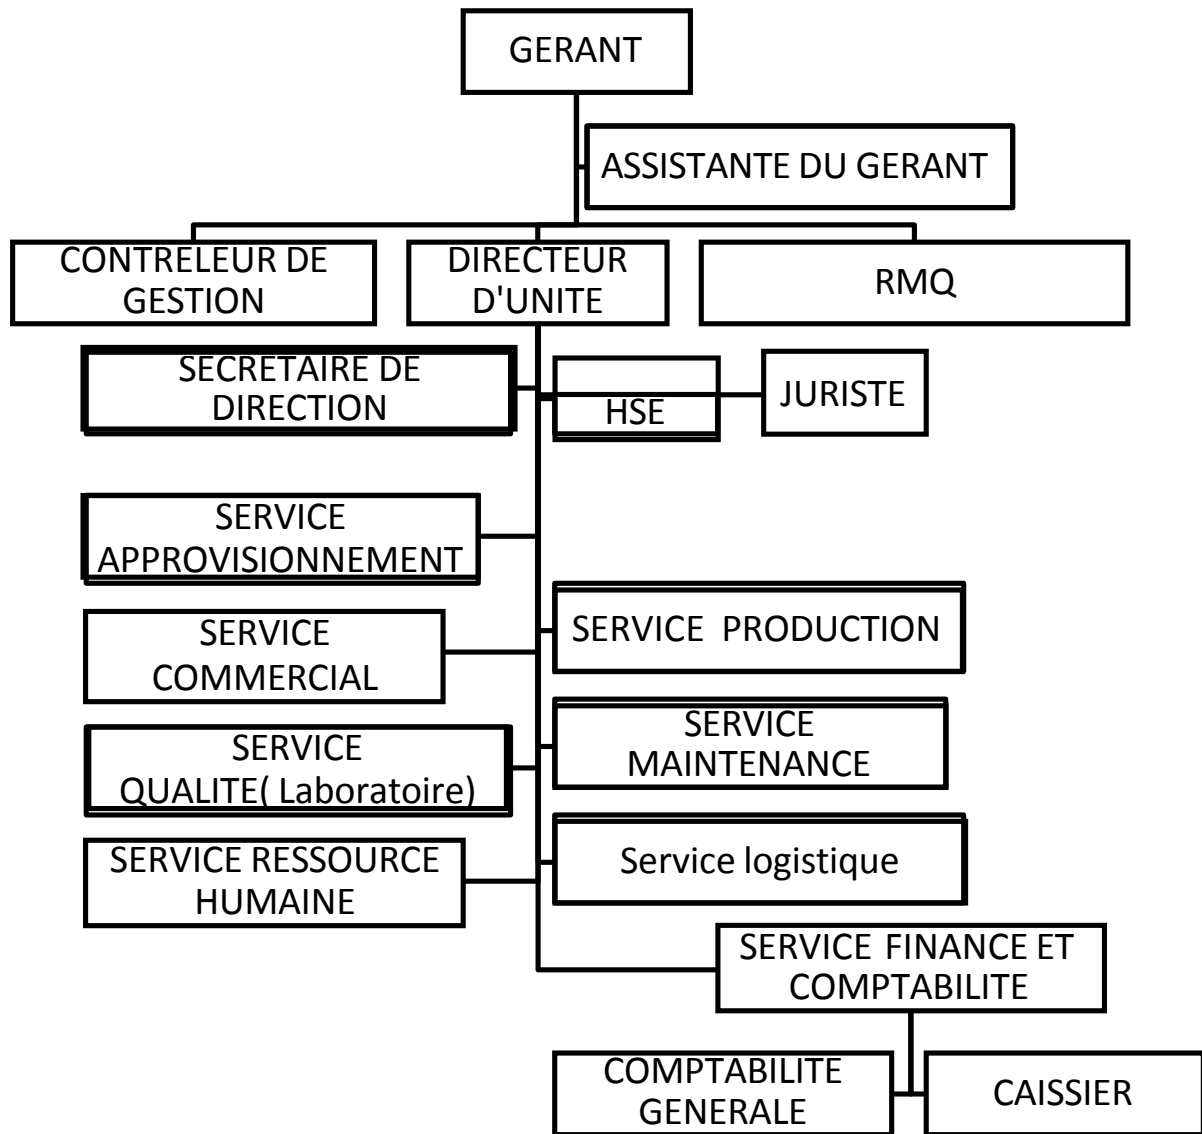 GERANT
ASSISTANTE DU GERANT
CONTRELEUR DE
GESTION
DIRECTEUR
D'UNITE
RMQ
SECRETAIRE DE
DIRECTION
HSE
JURISTE
SERVICE
APPROVISIONNEMENT
SERVICE PRODUCTION
SERVICE
COMMERCIAL
SERVICE
MAINTENANCE
SERVICE
QUALITE( Laboratoire)
Service logistique
SERVICE RESSOURCE
HUMAINE
SERVICE FINANCE ET
COMPTABILITE
COMPTABILITE
GENERALE
CAISSIER